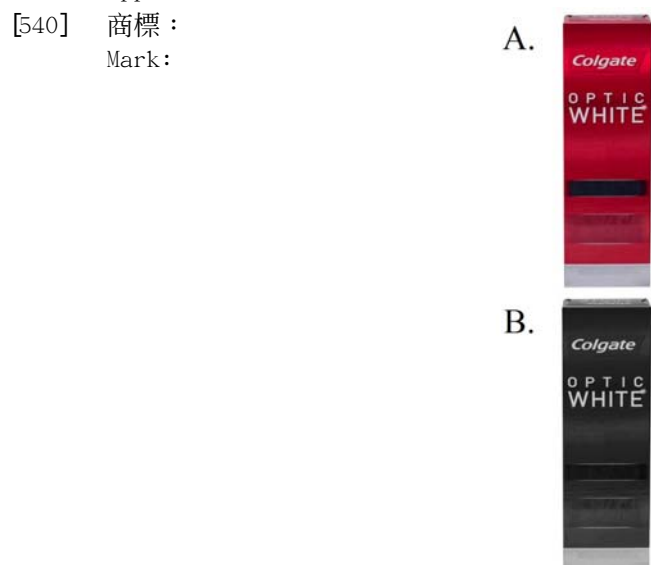 [540] 商標：
Mark:
A.
Colgate
OPTIC
WHITE
B.
Colgate
OPTIC
WHITE